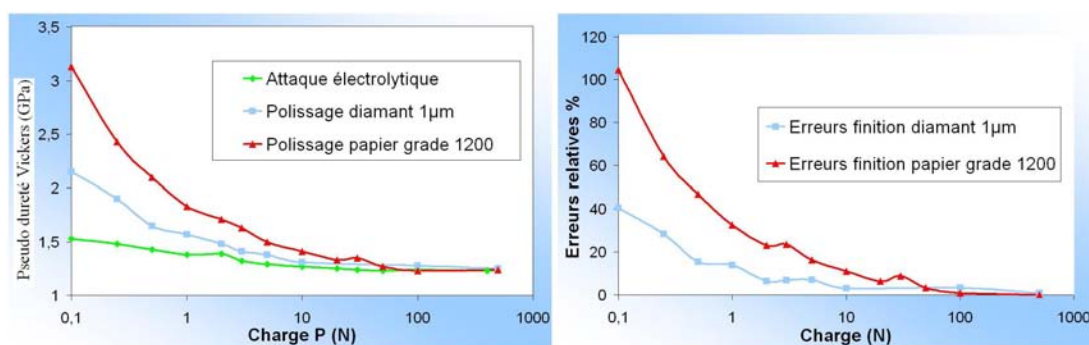 3,5
3
2,5
2
1,5
1
Pseudo dureté Vickers (GPa)
Attaque électrolytique
Polissage diamant 1µm
Polissage papier grade 1200
0,1
1
10
100
1000
Charge P (N)
120
100
80
60
40
20
0
Erreurs relatives %
Erreurs finition diamant 1µm
Erreurs finition papier grade 1200
0,1
1
10
100
1000
Charge (N)